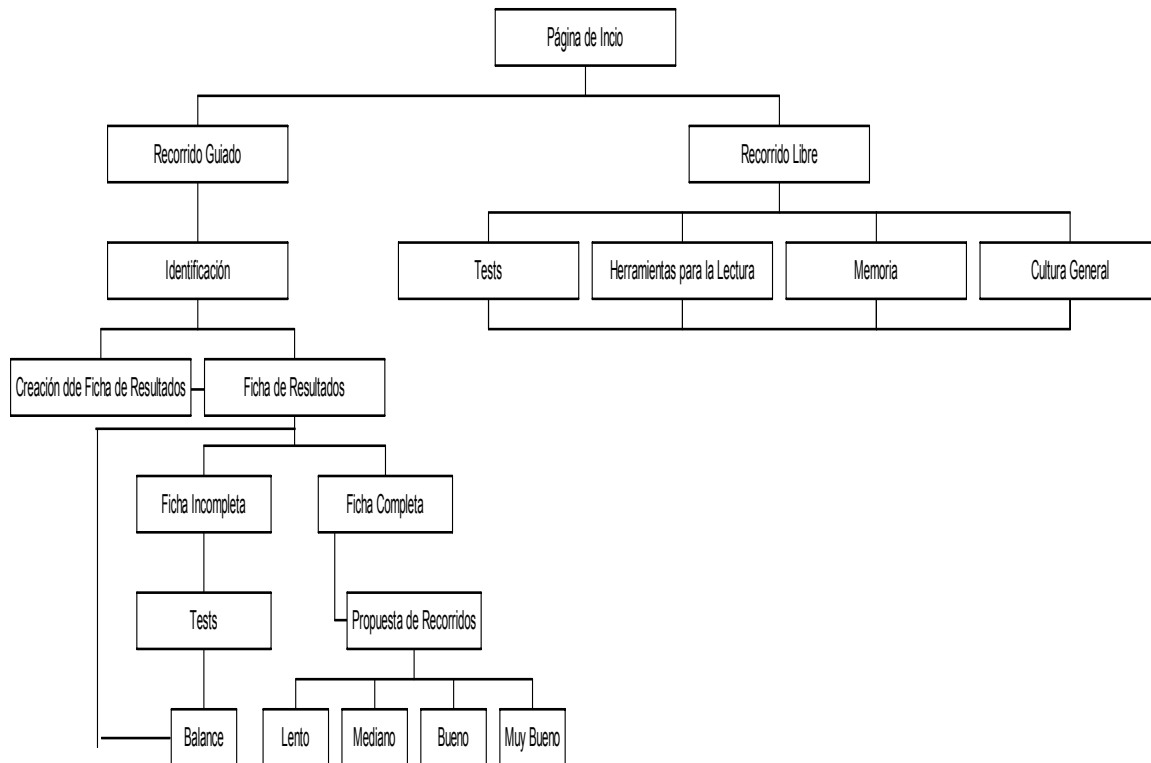 Página de Incio
Recorrido Guiado
Recorrido Libre
Identificación
Tests
Herramientas para la Lectura
Memoria
Cultura General
Creación dde Ficha de Resultados
Ficha de Resultados
Ficha Incompleta
Ficha Completa
Tests
Propuesta de Recorridos
Balance
Lento
Mediano
Bueno
Muy Bueno